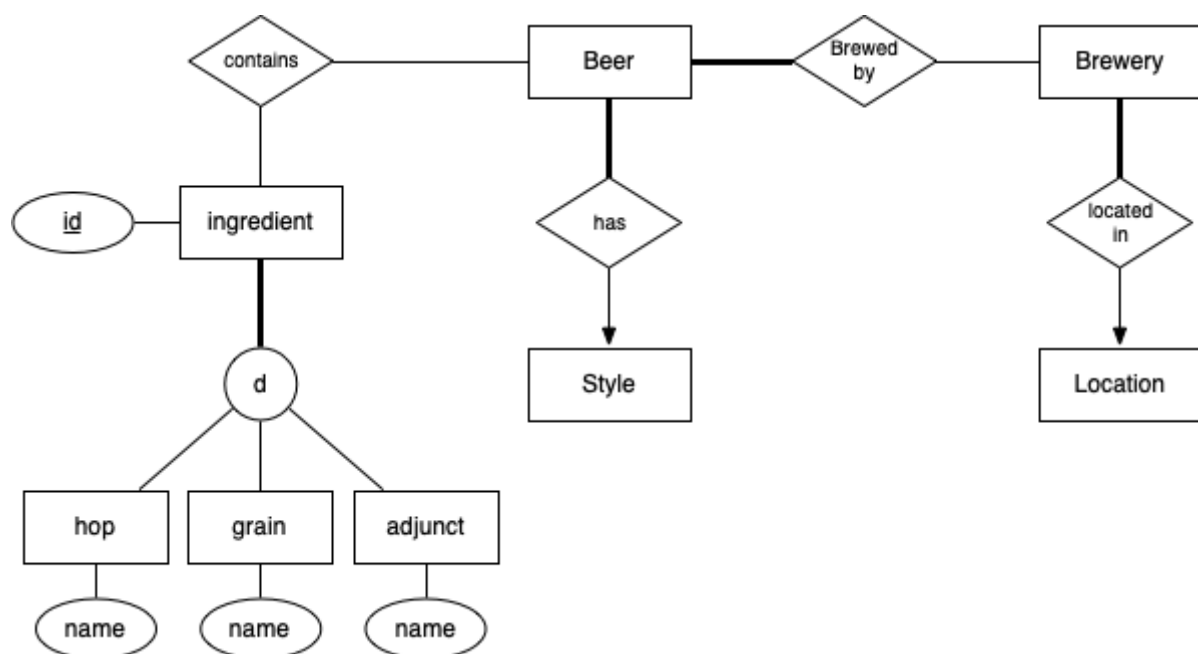 contains
Beer
Brewed
by
Brewery
id
ingredient
has
located
in
d
Style
Location
hop
grain
adjunct
name
name
name